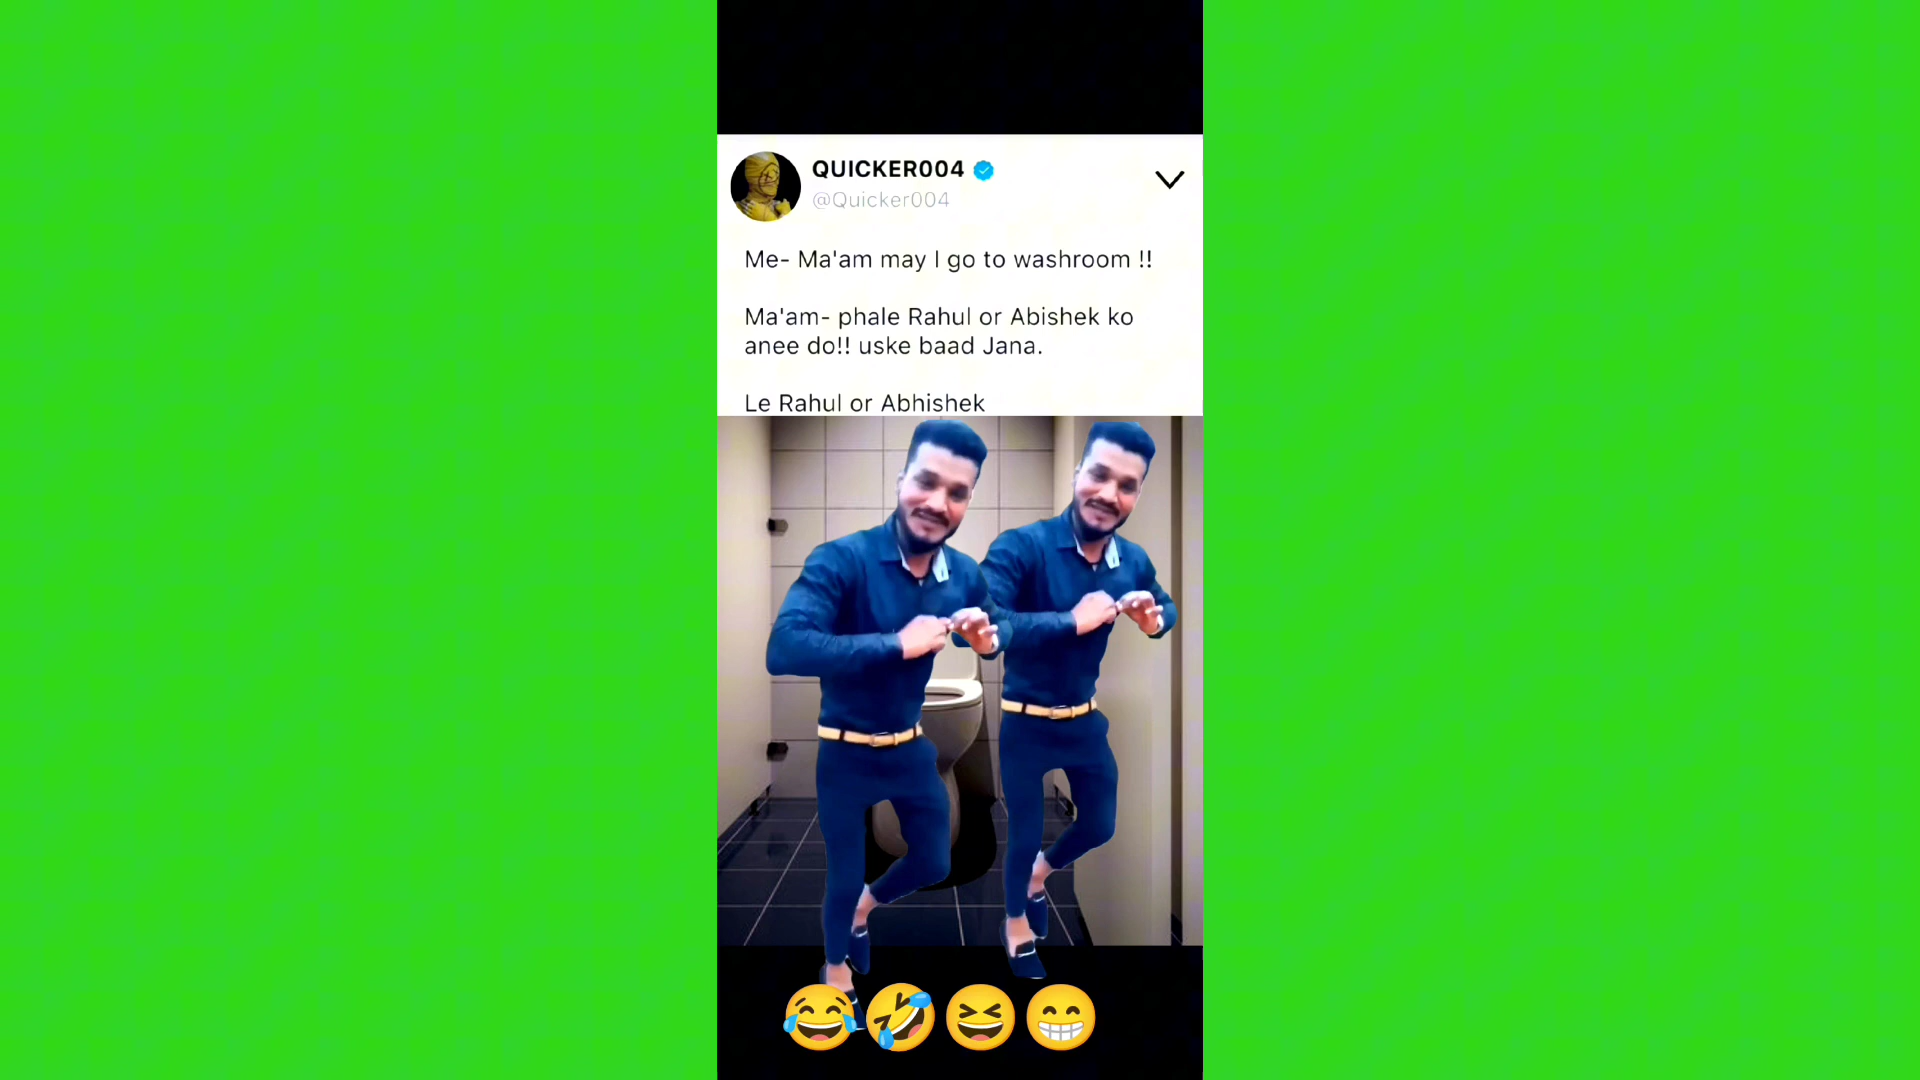 QUICKER004
@Quicker004
Me- Ma'am may I go to washroom !!
Ma'am- phale Rahul or Abishek ko
anee do!! uske baad Jana.
Le Rahul or Abhishek